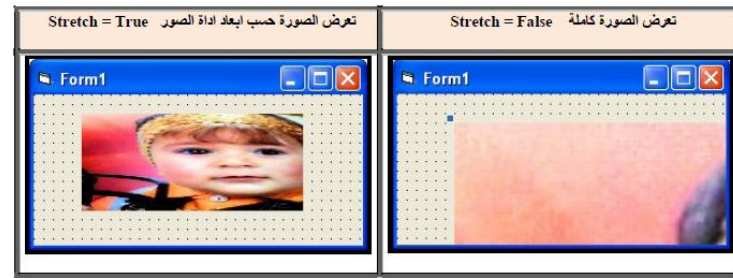 تعرض الصورة كاملة Stretch = False
تعرض الصورة حسب ابعاد اداة الصور Stretch = True
Form1
Form1